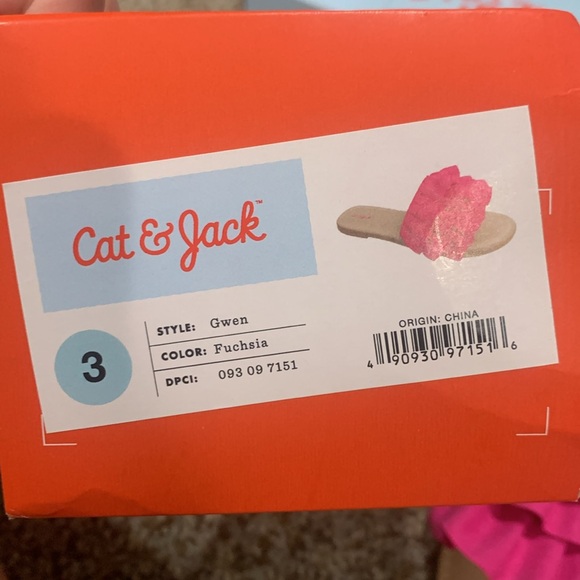 Cat & Jack™
3
STYLE: Gwen
COLOR: Fuchsia
DPCI: 093 09 7151
ORIGIN: CHINA
4 90930 97151 6